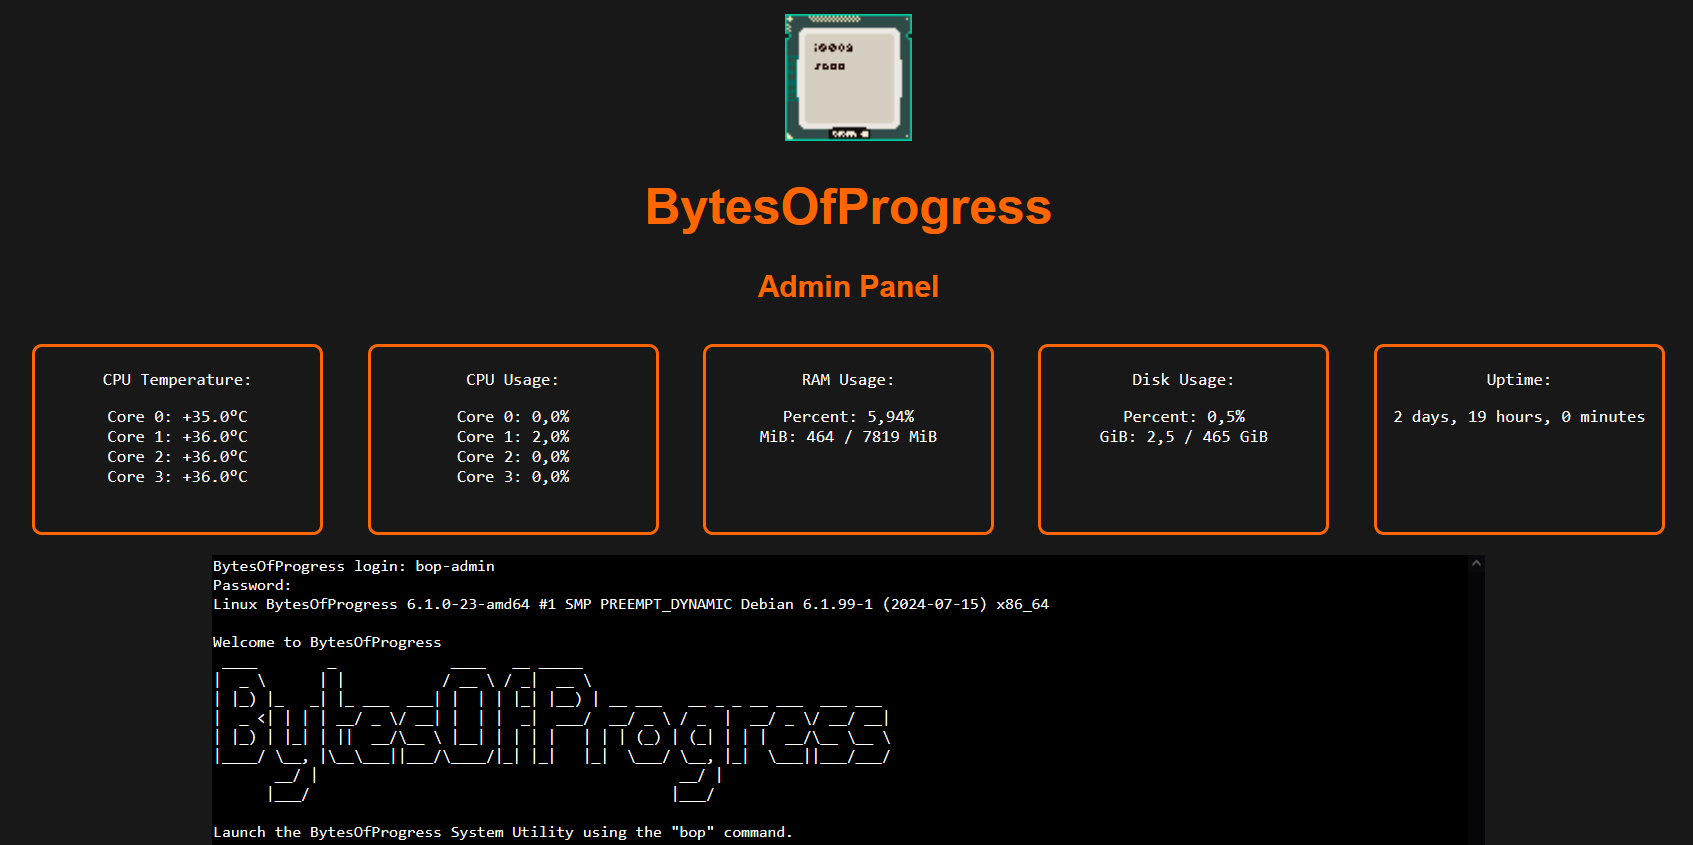 BytesOfProgress
Admin Panel
CPU Temperature:
Core 0: +35.0°C
Core 1: +36.0°C
Core 2: +36.0°C
Core 3: +36.0°C
CPU Usage:
Core 0: 0,0%
Core 1: 2,0%
Core 2: 0,0%
Core 3: 0,0%
RAM Usage:
Percent: 5,94%
MiB: 464 / 7819 MiB
Disk Usage:
Percent: 0,5%
GiB: 2,5 / 465 GiB
Uptime:
2 days, 19 hours, 0 minutes
BytesOfProgress login: bop-admin
Password:
Linux BytesOfProgress 6.1.0-23-amd64 #1 SMP PREEMPT_DYNAMIC Debian 6.1.99-1 (2024-07-15) x86_64
Welcome to BytesOfProgress
BytesOfProgress
Launch the BytesOfProgress System Utility using the "bop" command.